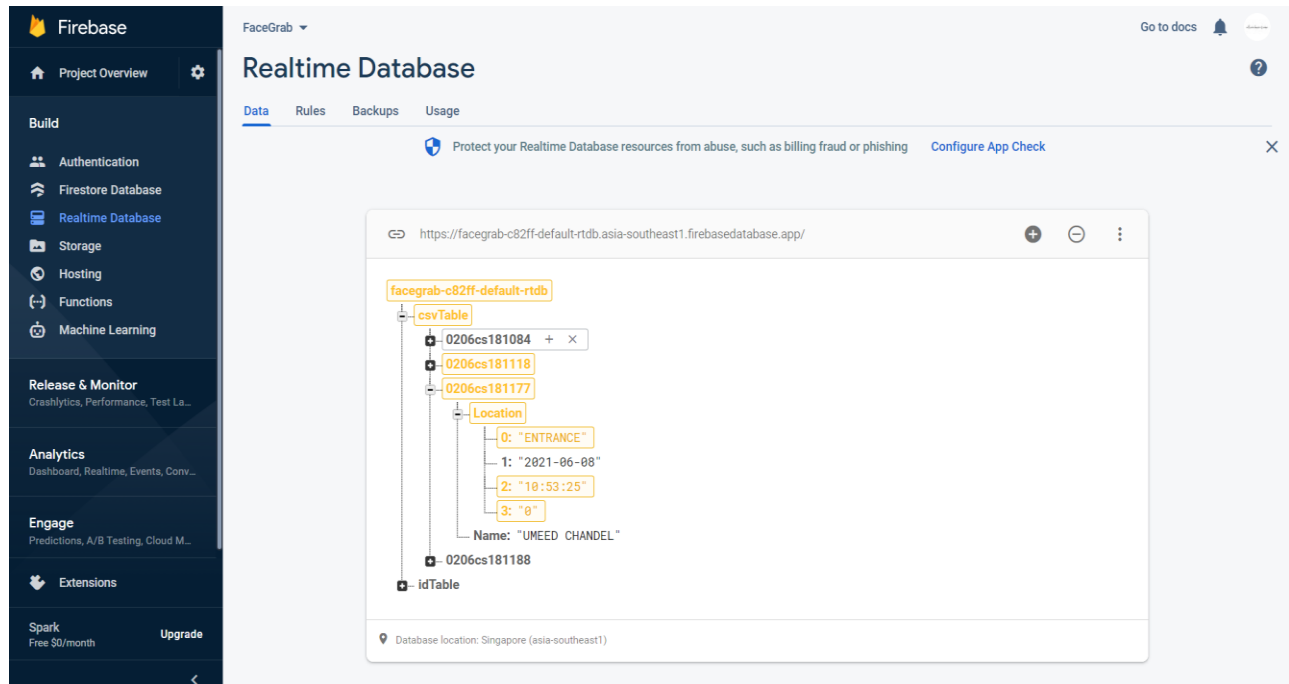 Firebase
Project Overview
Build
Authentication
Firestore Database
Realtime Database
Storage
Hosting
Functions
Machine Learning
Release & Monitor
Crashlytics, Performance, Test La...
Analytics
Dashboard, Realtime, Events, Conv...
Engage
Predictions, A/B Testing, Cloud M...
Extensions
Spark
Free $0/month
Upgrade
FaceGrab
Go to docs
Realtime Database
Data Rules Backups Usage
Protect your Realtime Database resources from abuse, such as billing fraud or phishing Configure App Check
https://facegrab-c82ff-default-rtdb.asia-southeast1.firebasedatabase.app/
facegrab-c82ff-default-rtdb
csvTable
0206cs181084
0206cs181118
0206cs181177
Location
0: "ENTRANCE"
1: "2021-06-08"
2: "10:53:25"
3: "0"
Name: "UMEED CHANDEL"
0206cs181188
idTable
Database location: Singapore (asia-southeast1)